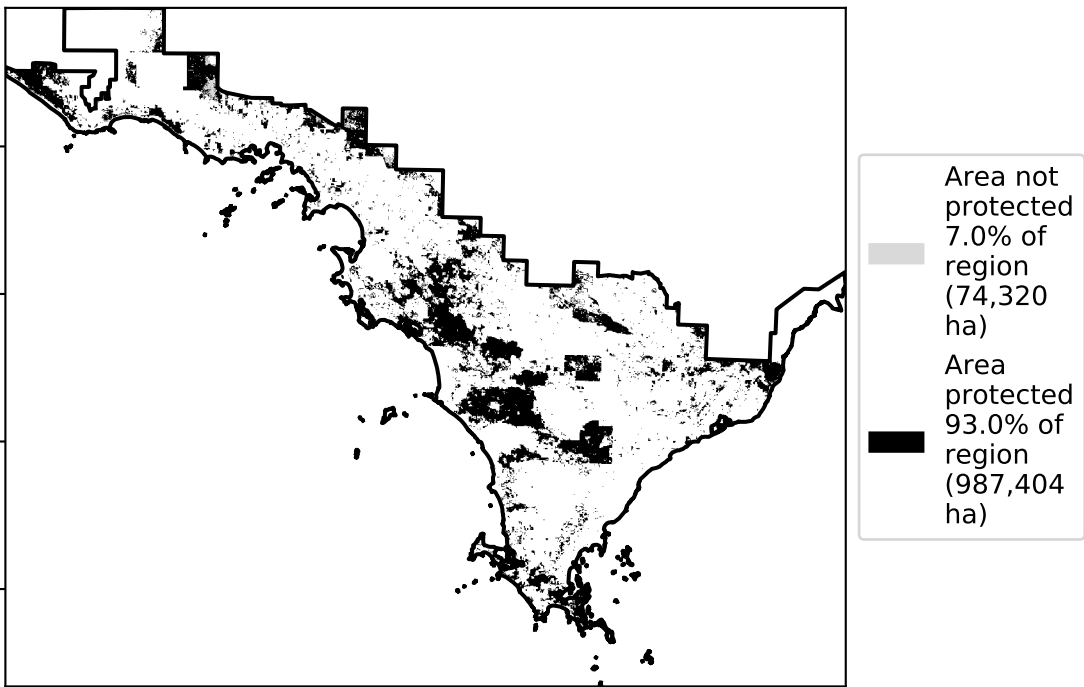 Area not
protected
7.0% of
region
(74,320
ha)
Area
protected
93.0% of
region
(987,404
ha)